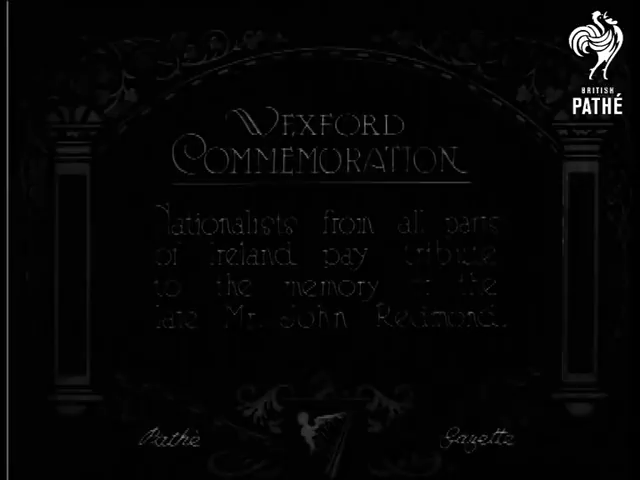 BRITISH
PATHÉ
WEXFORD
COMMEMORATION
Nationalists from all parts
of Ireland pay tribute
to the memory of the
late Mr. John Redmond.
Pathé Gazette